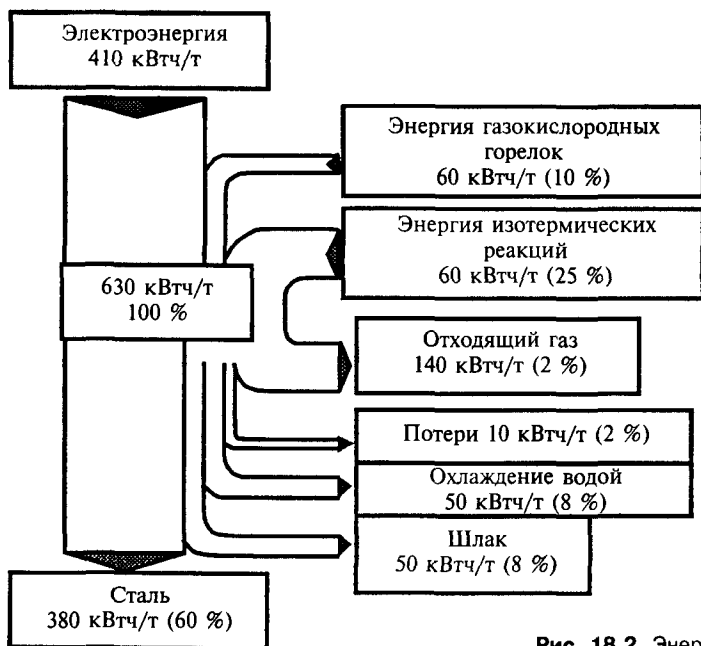 Электроэнергия
410 кВтч/т
Энергия газокислородных
горелок
60 кВтч/т (10 %)
Энергия изотермических
реакций
60 кВтч/т (25 %)
630 кВтч/т
100 %
Отходящий газ
140 кВтч/т (2 %)
Потери 10 кВтч/т (2 %)
Охлаждение водой
50 кВтч/т (8 %)
Шлак
50 кВтч/т (8 %)
Сталь
380 кВтч/т (60 %)
Рис. 18.2. Энер